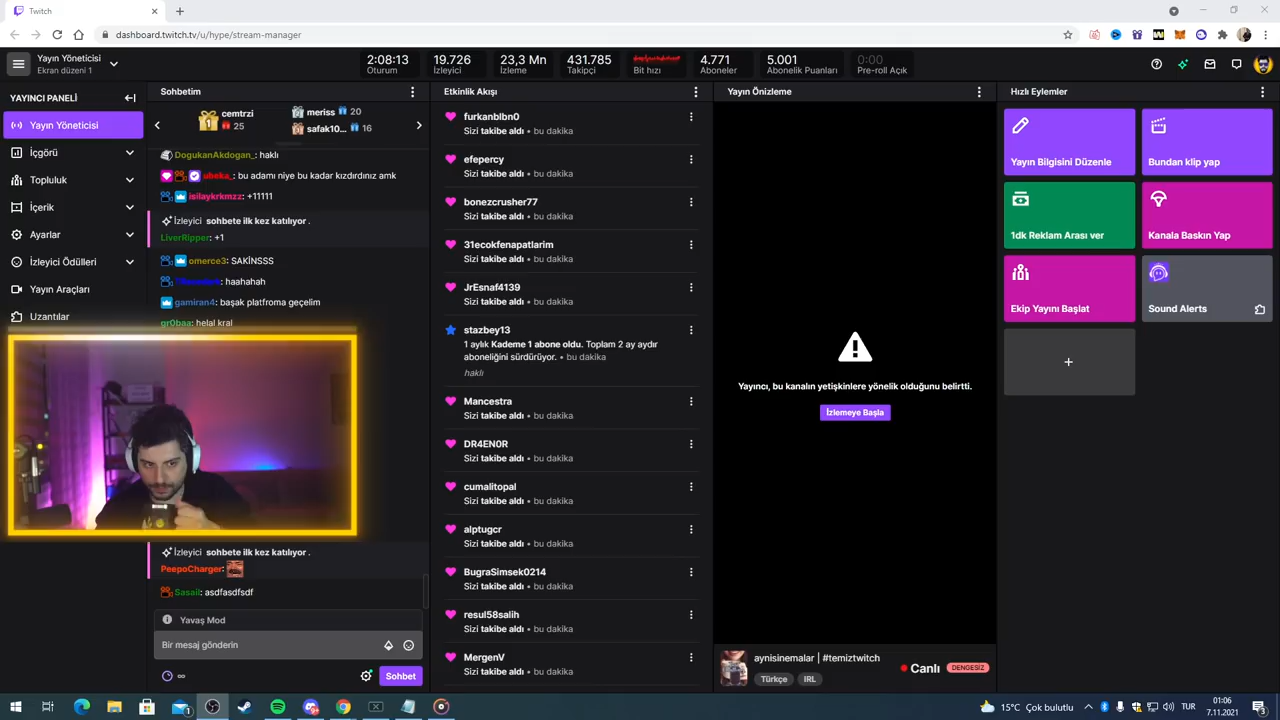 Twitch
dashboard.twitch.tv/u/hype/stream-manager
Yayın Yöneticisi
Ekran düzeni 1
2:08:13
Oturum
19.726
İzleyici
23,3 Mn
İzleme
431.785
Takipçi
Bit hızı
4.771
Aboneler
5.001
Abonelik Puanları
0:00
Pre-roll Açık
YAYINCI PANELİ
Yayın Yöneticisi
İçgörü
Topluluk
İçerik
Ayarlar
İzleyici Ödülleri
Yayın Araçları
Uzantılar
Sohbetim
1
cemtrzi
25
meriss 20
safak10... 16
DogukanAkdogan_: haklı
ubeka_: bu adamı niye bu kadar kızdırdınız amk
isilaykrkmzz: +11111
İzleyici sohbete ilk kez katılıyor .
LiverRipper: +1
omerce3: SAKİNSSS
haahahah
gamiran4: başak platfroma geçelim
gr0baa: helal kral
İzleyici sohbete ilk kez katılıyor .
PeepoCharger:
Sasail: asdfasdfsdf
Yavaş Mod
Bir mesaj gönderin
∞
Sohbet
Etkinlik Akışı
furkanblbn0
Sizi takibe aldı • bu dakika
efepercy
Sizi takibe aldı • bu dakika
bonezcrusher77
Sizi takibe aldı • bu dakika
31ecokfenapatlarim
Sizi takibe aldı • bu dakika
JrEsnaf4139
Sizi takibe aldı • bu dakika
stazbey13
1 aylık Kademe 1 abone oldu. Toplam 2 ay aydır
aboneliğini sürdürüyor. • bu dakika
haklı
Mancestra
Sizi takibe aldı • bu dakika
DR4EN0R
Sizi takibe aldı • bu dakika
cumalitopal
Sizi takibe aldı • bu dakika
alptugcr
Sizi takibe aldı • bu dakika
BugraSimsek0214
Sizi takibe aldı • bu dakika
resul58salih
Sizi takibe aldı • bu dakika
MergenV
Sizi takibe aldı • bu dakika
Yayın Önizleme
Yayıncı, bu kanalın yetişkinlere yönelik olduğunu belirtti.
İzlemeye Başla
aynisinemalar | #temiztwitch
Türkçe
IRL
Canlı
DENGESİZ
Hızlı Eylemler
Yayın Bilgisini Düzenle
Bundan klip yap
1dk Reklam Arası ver
Kanala Baskın Yap
Ekip Yayını Başlat
Sound Alerts
+
15°C Çok bulutlu
TUR
01:06
7.11.2021